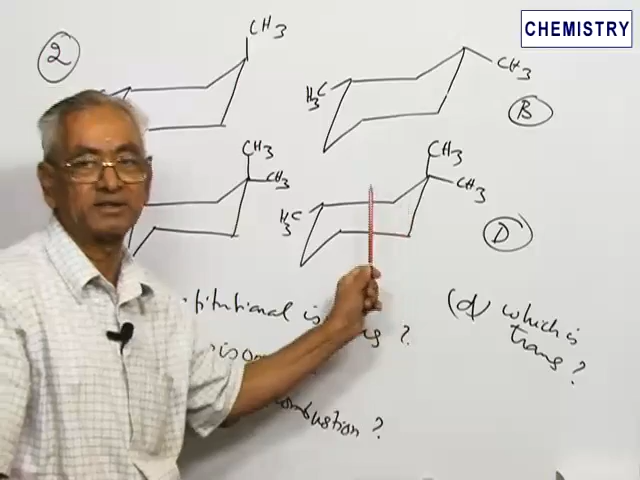 CHEMISTRY
2
CH3
CH3
H3C
B
CH3
CH3
CH3
CH3
H3C
D
(d) which is
trans?
?
combustion ?